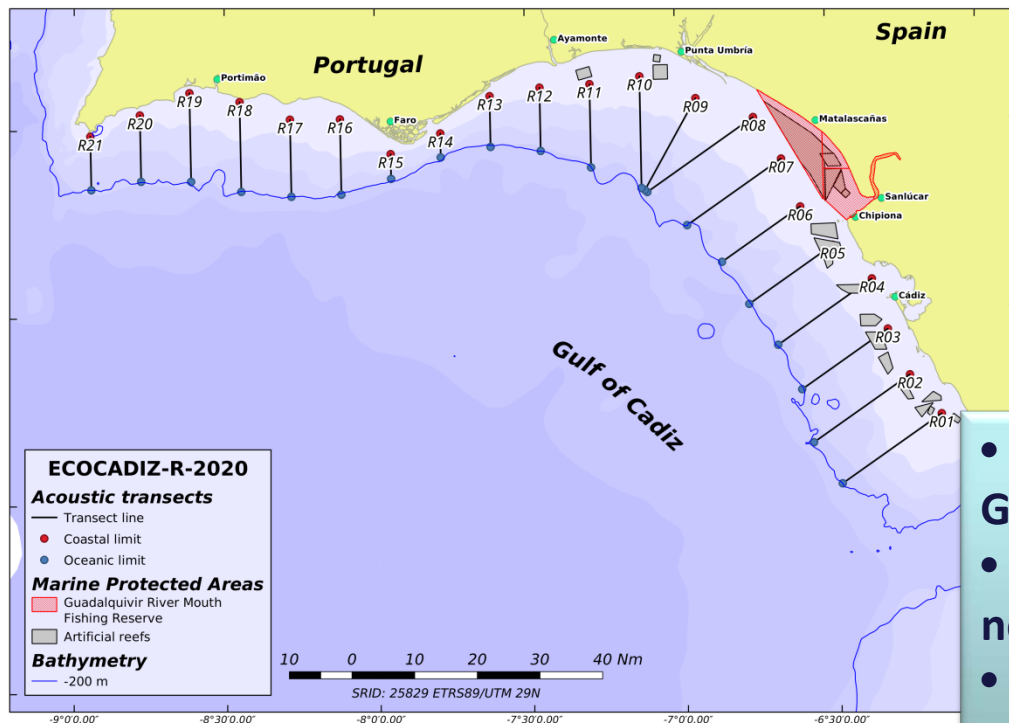 Spain
Portugal
Ayamonte
Punta Umbría
Portimão
Matalascañas
Faro
Sanlúcar
Chipiona
Cádiz
R21
R20
R19
R18
R17
R16
R15
R14
R13
R12
R11
R10
R09
R08
R07
R06
R05
R04
R03
R02
R01
Gulf of Cadiz
ECOCADIZ-R-2020
Acoustic transects
Transect line
Coastal limit
Oceanic limit
Marine Protected Areas
Guadalquivir River Mouth
Fishing Reserve
Artificial reefs
Bathymetry
-200 m
10 0 10 20 30 40 Nm
SRID: 25829 ETRS89/UTM 29N
-9°0'0.00" -8°30'0.00" -8°0'0.00" -7°30'0.00" -7°0'0.00" -6°30'0.00"
•
G
•
•